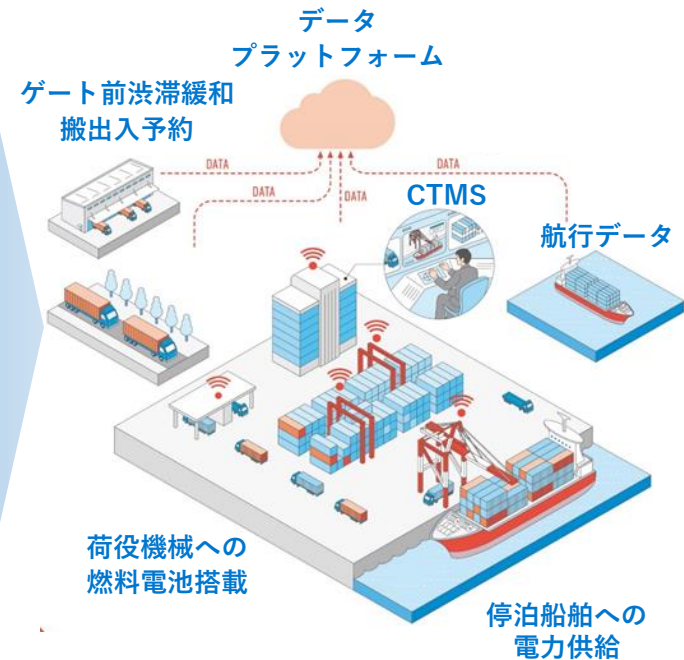 データ
プラットフォーム
ゲート前渋滞緩和
搬出入予約
DATA
DATA
DATA
DATA
CTMS
航行データ
荷役機械への
燃料電池搭載
停泊船舶への
電力供給